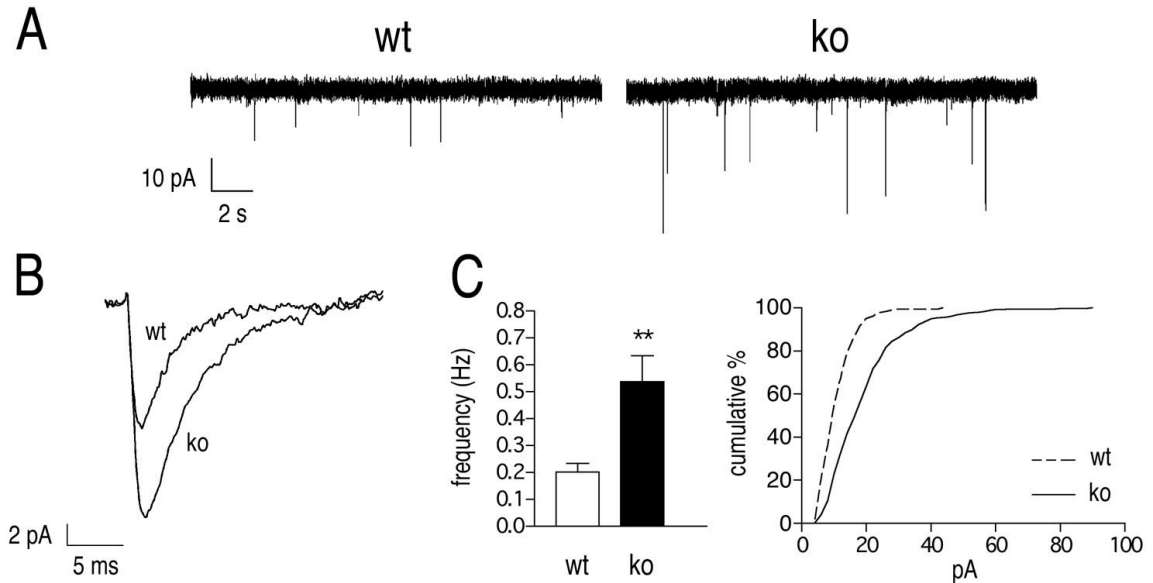 A
wt
ko
10 pA
2 s
B
wt
ko
2 pA
5 ms
C
frequency (Hz)
0.8
0.7
0.6
0.5
0.4
0.3
0.2
0.1
0.0
**
wt
ko
cumulative %
100
80
60
40
20
0
wt
ko
0 20 40 60 80 100
pA